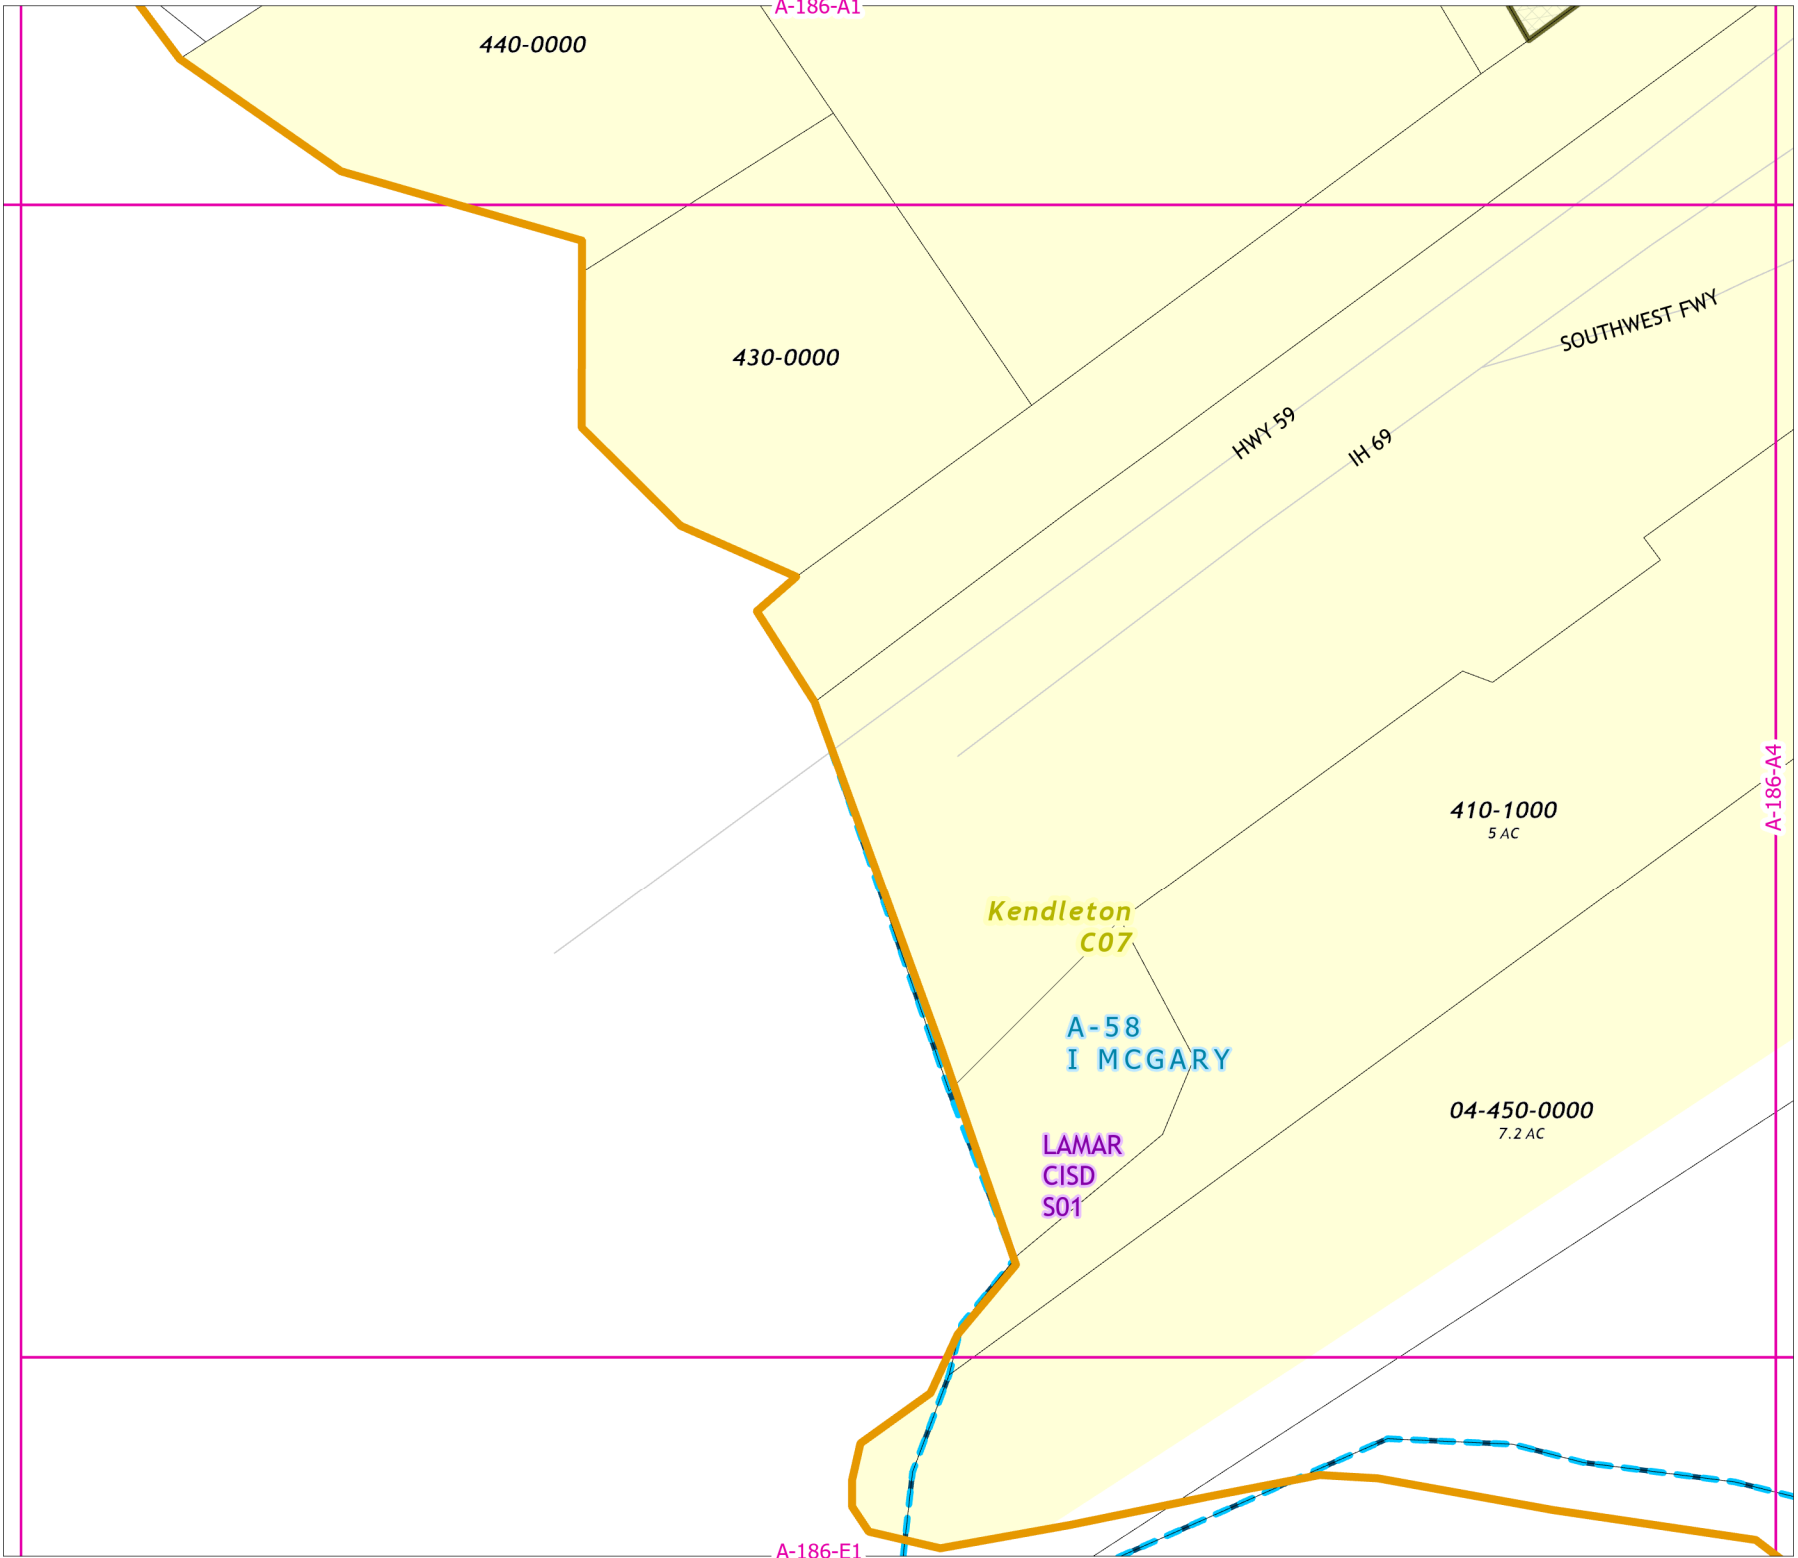 A-186-A1
440-0000
SOUTHWEST FWY
430-0000
HWY 59
IH 69
A-186-A4
410-1000
5 AC
Kendleton
C07
A-58
I MCGARY
04-450-0000
7.2 AC
LAMAR
CISD
S01
A-186-E1